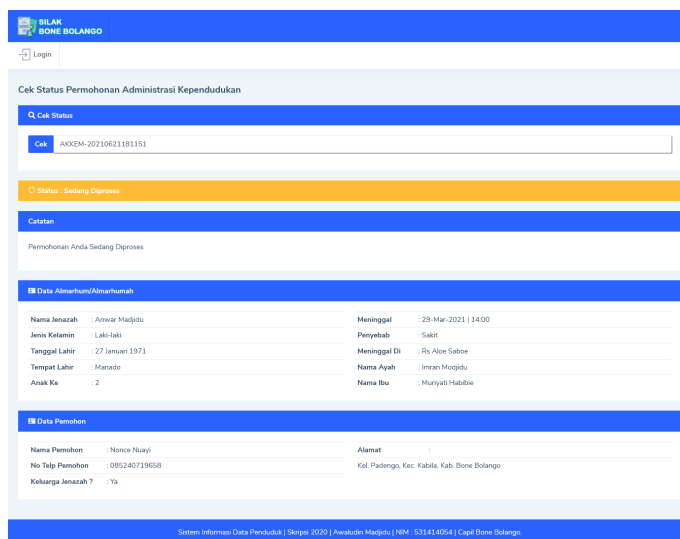 SILAK
BONE BOLANGO
Login
Cek Status Permohonan Administrasi Kependudukan
Cek Status
Cek AKKEM-20210621181151
Status : Sedang Diproses
Catatan
Permohonan Anda Sedang Diproses
Data Almarhum/Almarhumah
Nama Jenazah : Anwar Madjidu Meninggal : 29-Mar-2021 | 14:00
Jenis Kelamin : Laki-laki Penyebab : Sakit
Tanggal Lahir : 27 Januari 1971 Meninggal Di : Rs Aloe Saboe
Tempat Lahir : Manado Nama Ayah : Imran Modjidu
Anak Ke : 2 Nama Ibu : Muriyati Habibie
Data Pemohon
Nama Pemohon : Nonce Nuayi Alamat :
No Telp Pemohon : 085240719658 Kel. Padengo, Kec. Kabila, Kab. Bone Bolango
Keluarga Jenazah ? : Ya
Sistem Informasi Data Penduduk | Skripsi 2020 | Awaludin Madjidu | NIM : 531414054 | Capil Bone Bolango.